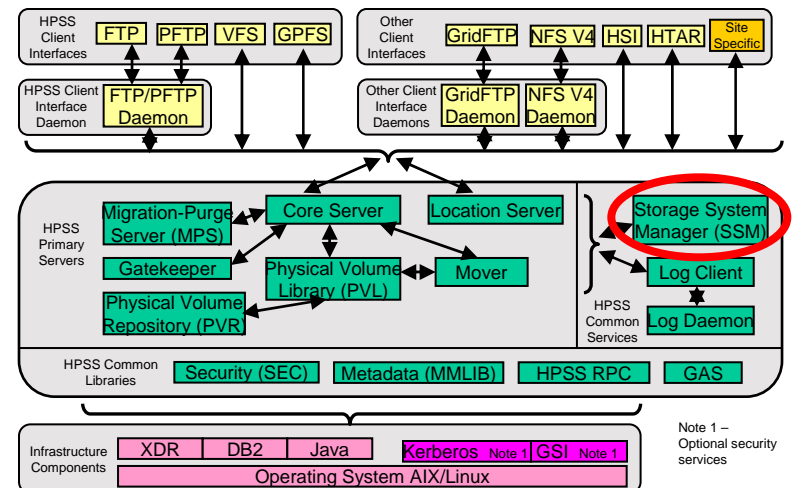 HPSS
Client
Interfaces
FTP
PFTP
VFS
GPFS
Other
Client
Interfaces
GridFTP
NFS V4
HSI
HTAR
Site
Specific
HPSS Client
Interface
Daemon
FTP/PFTP
Daemon
Other Client
Interface
Daemons
GridFTP
Daemon
NFS V4
Daemon
HPSS
Primary
Servers
Migration-Purge
Server (MPS)
Core Server
Location Server
Gatekeeper
Physical Volume
Library (PVL)
Mover
Physical Volume
Repository (PVR)
Storage System
Manager (SSM)
Log Client
Log Daemon
HPSS
Common
Services
HPSS Common
Libraries
Security (SEC)
Metadata (MMLIB)
HPSS RPC
GAS
Infrastructure
Components
XDR
DB2
Java
Kerberos Note 1
GSI Note 1
Operating System AIX/Linux
Note 1 –
Optional security
services